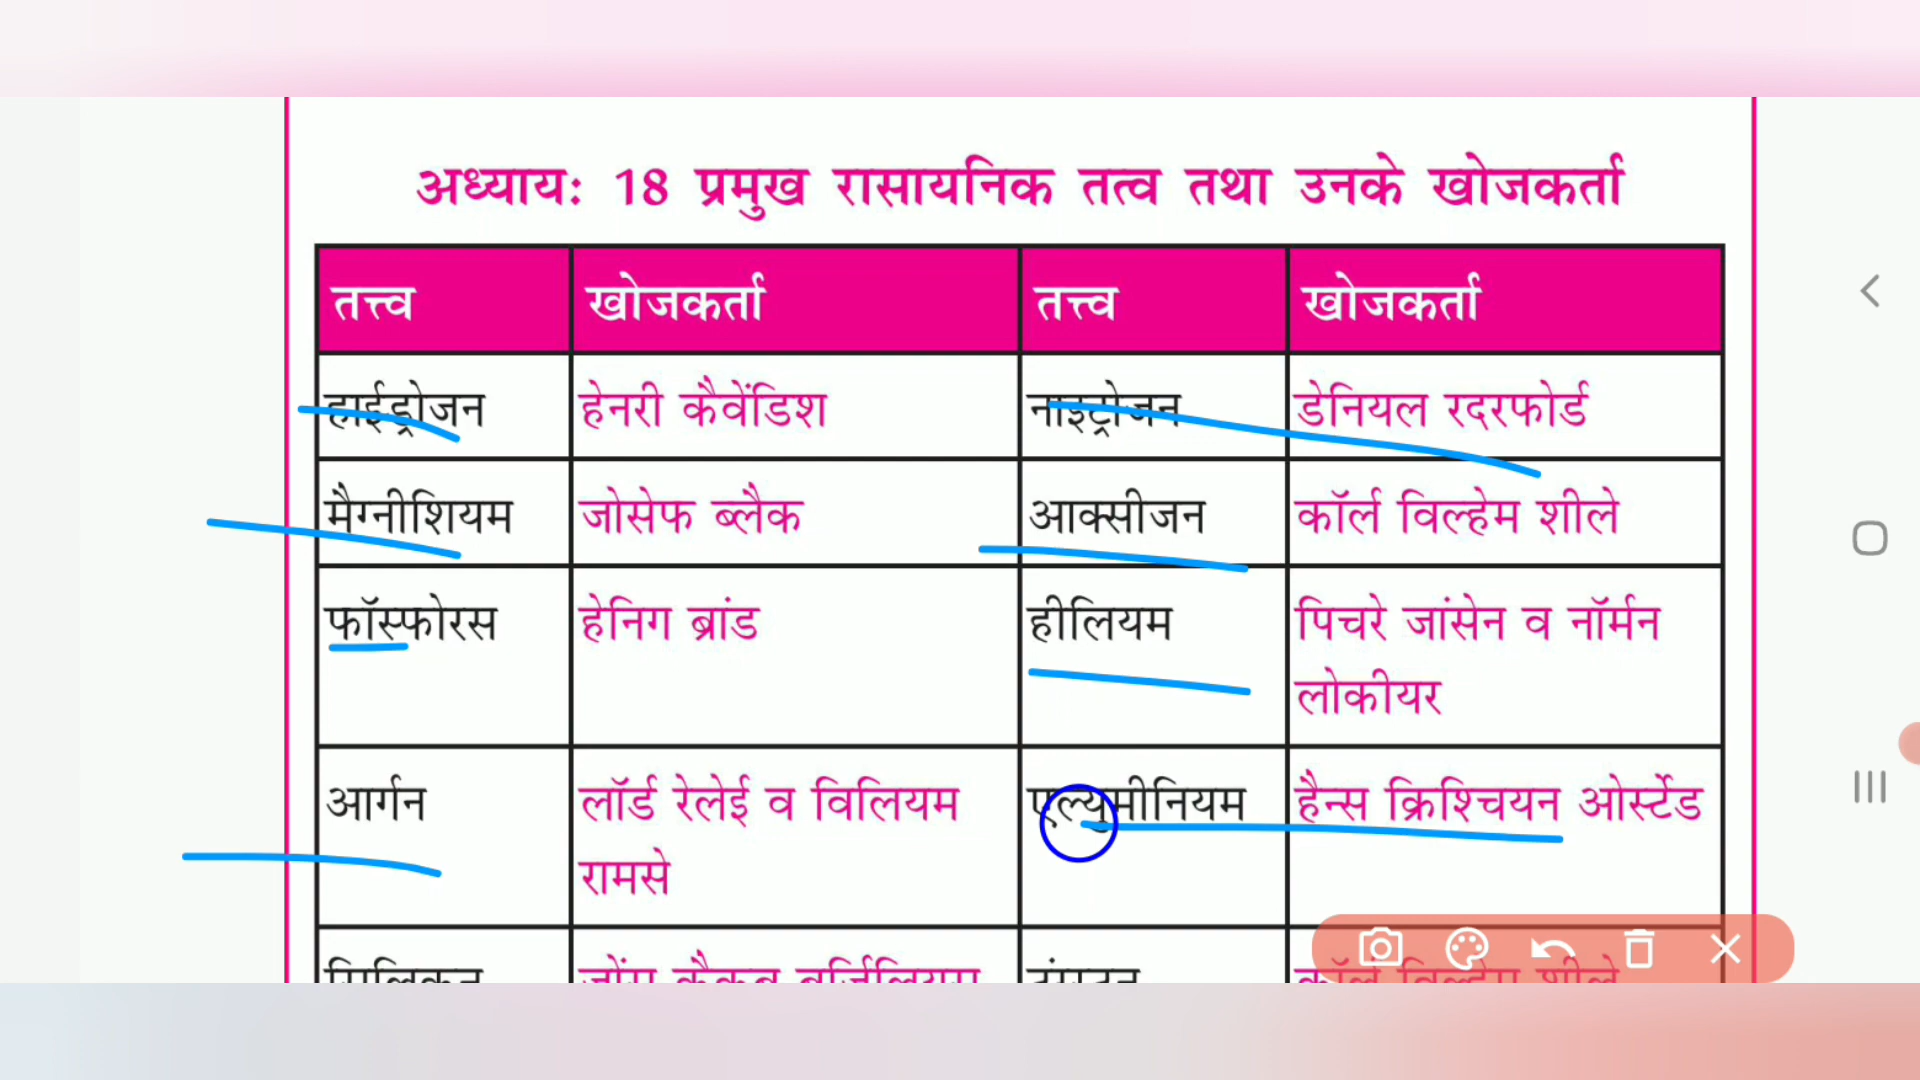 अध्यायः 18 प्रमुख रासायनिक तत्व तथा उनके खोजकर्ता
तत्त्व खोजकर्ता तत्त्व खोजकर्ता
हाईड्रोजन हेनरी कैवेंडिश नाइट्रोजन डेनियल रदरफोर्ड
मैग्नीशियम जोसेफ ब्लैक आक्सीजन कॉर्ल विल्हेम शीले
फॉस्फोरस हेनिग ब्रांड हीलियम पिचरे जांसेन व नॉर्मन
लोकीयर
आर्गन लॉर्ड रेलेई व विलियम एल्युमीनियम हैन्स क्रिश्चियन ओर्स्टेड
रामसे